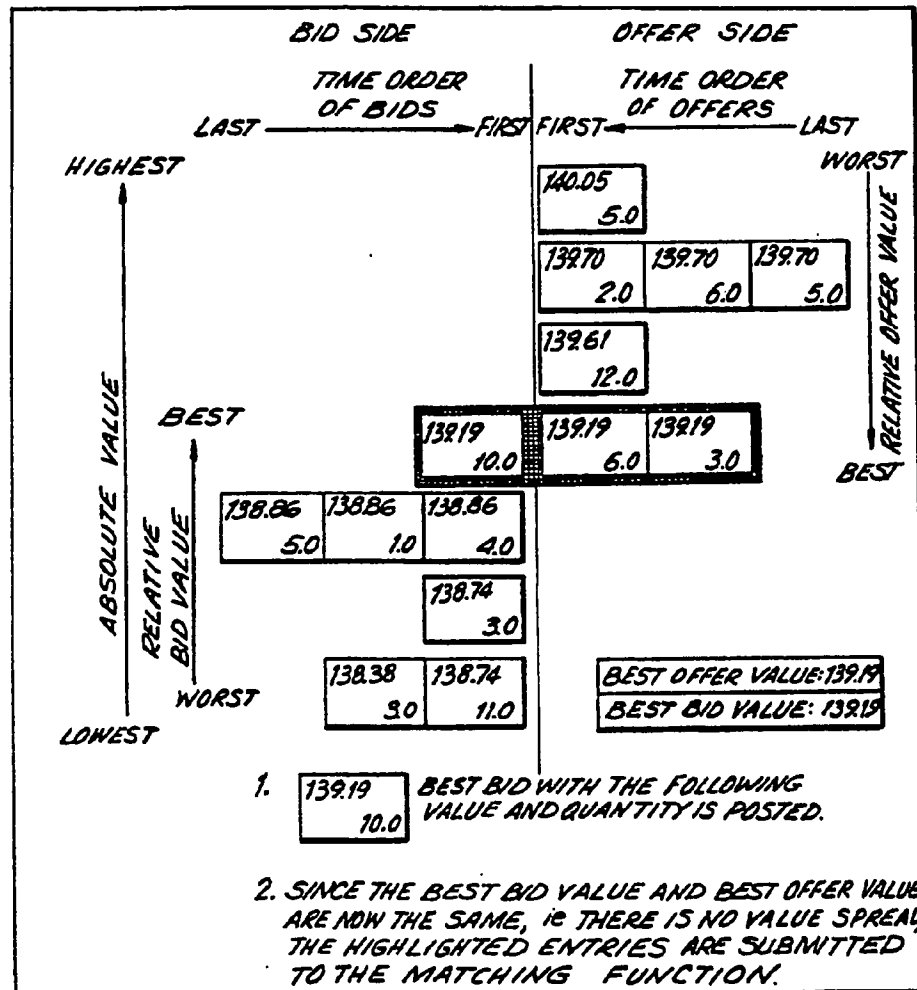 BID SIDE
OFFER SIDE
TIME ORDER
OF BIDS
TIME ORDER
OF OFFERS
LAST
FIRST
FIRST
LAST
HIGHEST
WORST
140.05
5.0
139.70
139.70
139.70
2.0
6.0
5.0
RELATIVE OFFER VALUE
139.61
12.0
BEST
139.19
139.19
139.19
10.0
6.0
3.0
BEST
ABSOLUTE VALUE
RELATIVE
BID VALUE
138.86
138.86
138.86
5.0
1.0
4.0
138.74
3.0
138.38
138.74
3.0
11.0
WORST
LOWEST
BEST OFFER VALUE: 139.19
BEST BID VALUE: 139.19
1.
139.19
10.0
BEST BID WITH THE FOLLOWING
VALUE AND QUANTITY IS POSTED.
2. SINCE THE BEST BID VALUE AND BEST OFFER VALUE
ARE NOW THE SAME, ie THERE IS NO VALUE SPREAD,
THE HIGHLIGHTED ENTRIES ARE SUBMITTED
TO THE MATCHING FUNCTION.